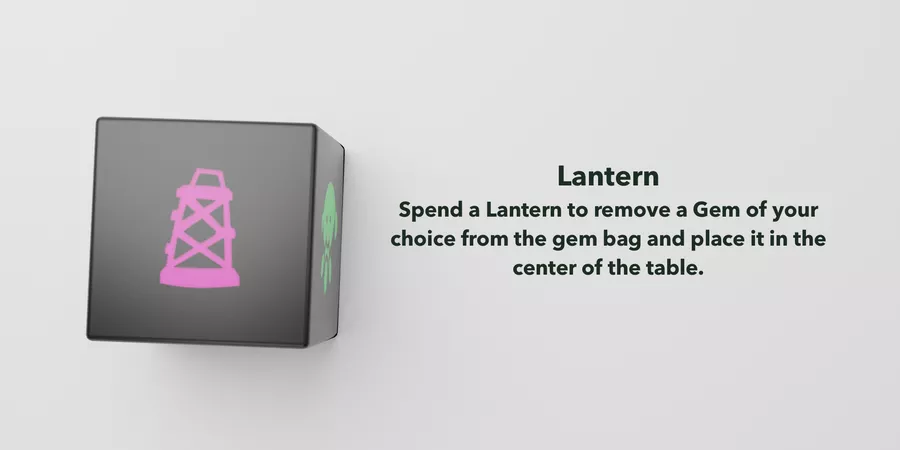 Lantern
Spend a Lantern to remove a Gem of your
choice from the gem bag and place it in the
center of the table.